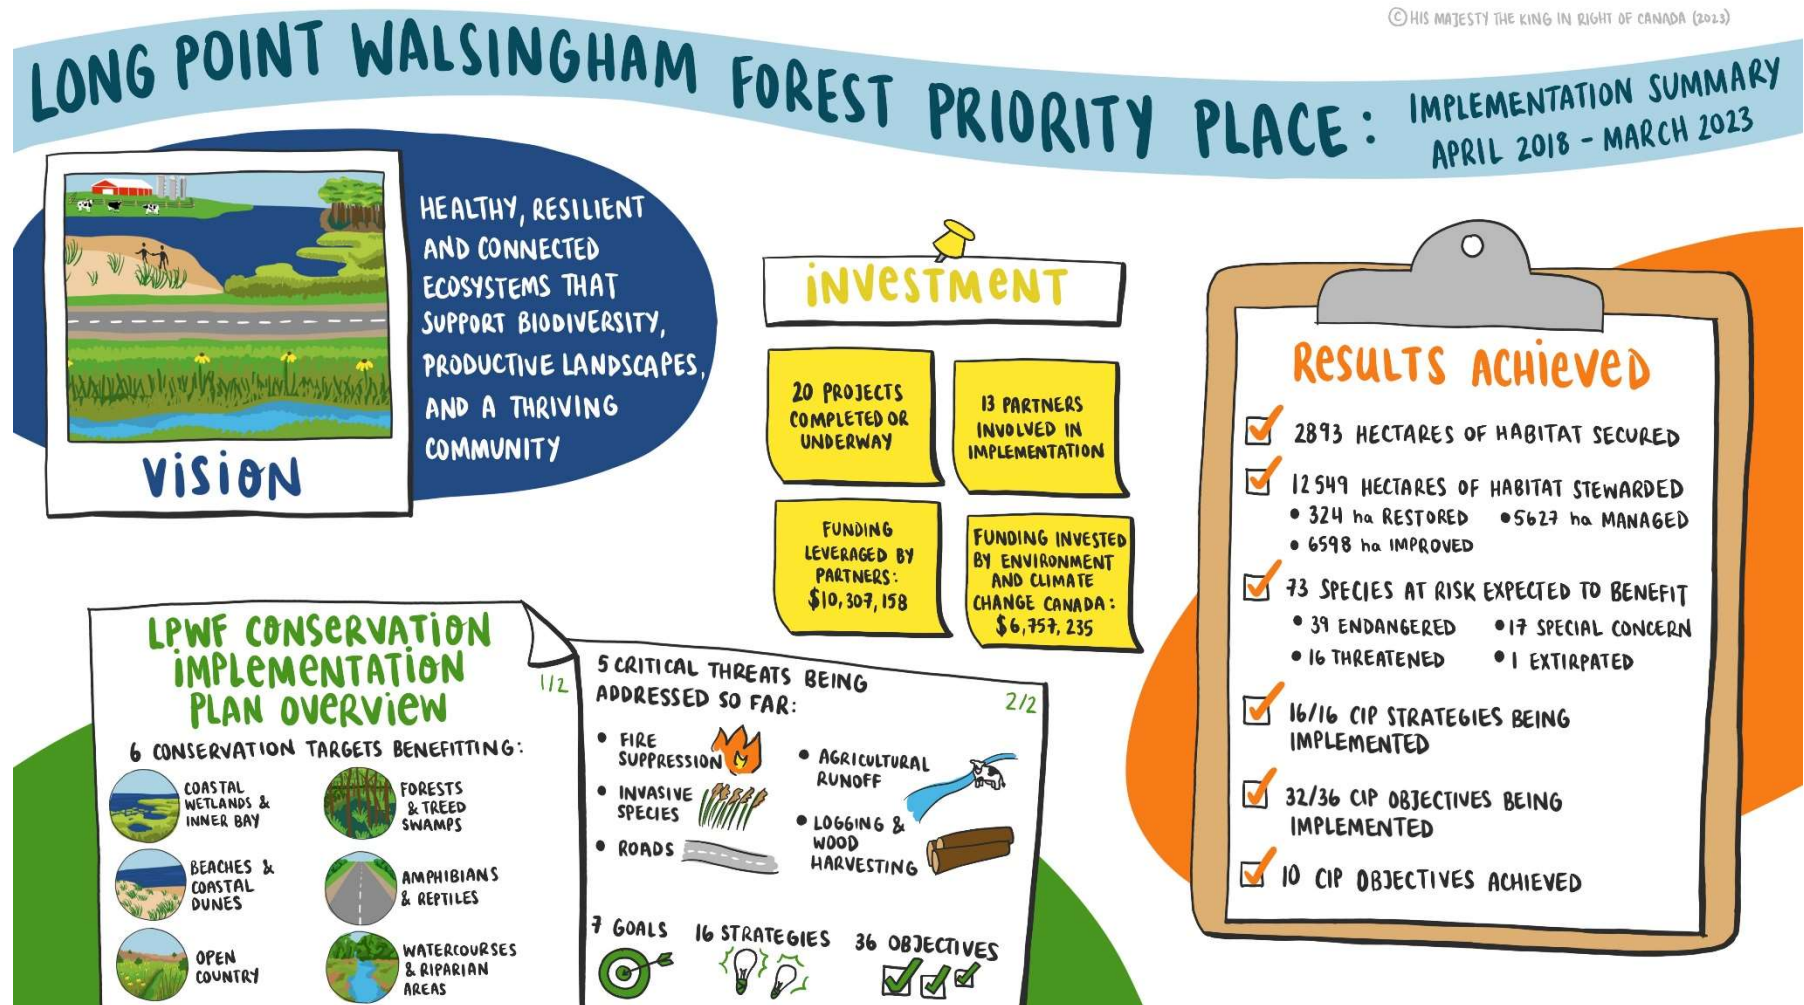 © HIS MAJESTY THE KING IN RIGHT OF CANADA (2023)
LONG POINT WALSINGHAM FOREST PRIORITY PLACE:
IMPLEMENTATION SUMMARY
APRIL 2018 - MARCH 2023
HEALTHY, RESILIENT
AND CONNECTED
ECOSYSTEMS THAT
SUPPORT BIODIVERSITY,
PRODUCTIVE LANDSCAPES,
AND A THRIVING
COMMUNITY
VISION
INVESTMENT
20 PROJECTS
COMPLETED OR
UNDERWAY
13 PARTNERS
INVOLVED IN
IMPLEMENTATION
FUNDING
LEVERAGED BY
PARTNERS:
$10,307,158
FUNDING INVESTED
BY ENVIRONMENT
AND CLIMATE
CHANGE CANADA:
$6,757,235
RESULTS ACHIEVED
2893 HECTARES OF HABITAT SECURED
12549 HECTARES OF HABITAT STEWARDED
• 324 ha RESTORED • 5627 ha MANAGED
• 6598 ha IMPROVED
73 SPECIES AT RISK EXPECTED TO BENEFIT
• 39 ENDANGERED • 17 SPECIAL CONCERN
• 16 THREATENED • 1 EXTIRPATED
16/16 CIP STRATEGIES BEING
IMPLEMENTED
32/36 CIP OBJECTIVES BEING
IMPLEMENTED
10 CIP OBJECTIVES ACHIEVED
LPWF CONSERVATION
IMPLEMENTATION
PLAN OVERVIEW
1/2
6 CONSERVATION TARGETS BENEFITTING:
COASTAL
WETLANDS &
INNER BAY
FORESTS
& TREED
SWAMPS
BEACHES &
COASTAL
DUNES
AMPHIBIANS
& REPTILES
OPEN
COUNTRY
WATERCOURSES
& RIPARIAN
AREAS
5 CRITICAL THREATS BEING
ADDRESSED SO FAR:
2/2
• FIRE
SUPPRESSION
• INVASIVE
SPECIES
• ROADS
• AGRICULTURAL
RUNOFF
• LOGGING &
WOOD
HARVESTING
7 GOALS
16 STRATEGIES
36 OBJECTIVES